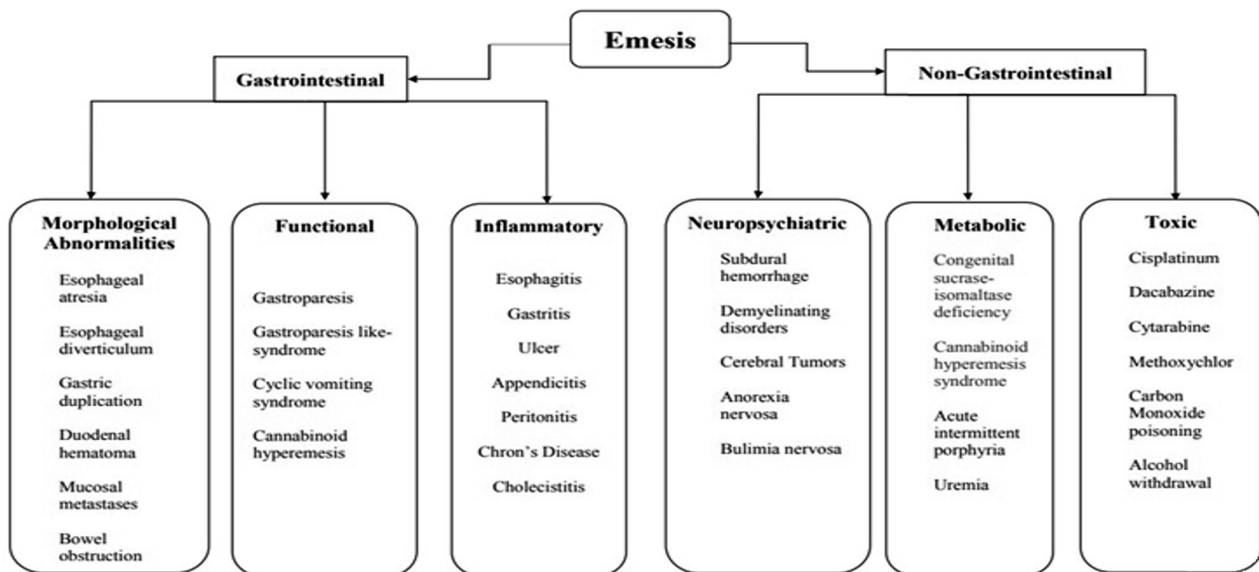 Emesis
Gastrointestinal
Non-Gastrointestinal
Morphological
Abnormalities
Esophageal
atresia
Esophageal
diverticulum
Gastric
duplication
Duodenal
hematoma
Mucosal
metastases
Bowel
obstruction
Functional
Gastroparesis
Gastroparesis like-
syndrome
Cyclic vomiting
syndrome
Cannabinoid
hyperemesis
Inflammatory
Esophagitis
Gastritis
Ulcer
Appendicitis
Peritonitis
Chron's Disease
Cholecistitis
Neuropsychiatric
Subdural
hemorrhage
Demyelinating
disorders
Cerebral Tumors
Anorexia
nervosa
Bulimia nervosa
Metabolic
Congenital
sucrase-
isomaltase
deficiency
Cannabinoid
hyperemesis
syndrome
Acute
intermittent
porphyria
Uremia
Toxic
Cisplatinum
Dacabazine
Cytarabine
Methoxychlor
Carbon
Monoxide
poisoning
Alcohol
withdrawal